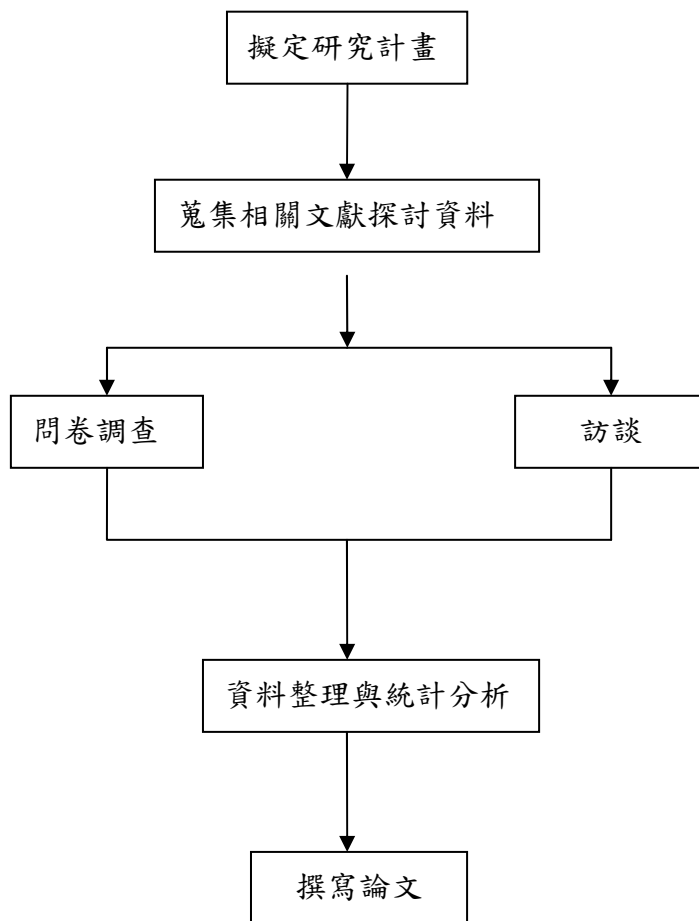 擬定研究計畫
蒐集相關文獻探討資料
問卷調查
訪談
資料整理與統計分析
撰寫論文